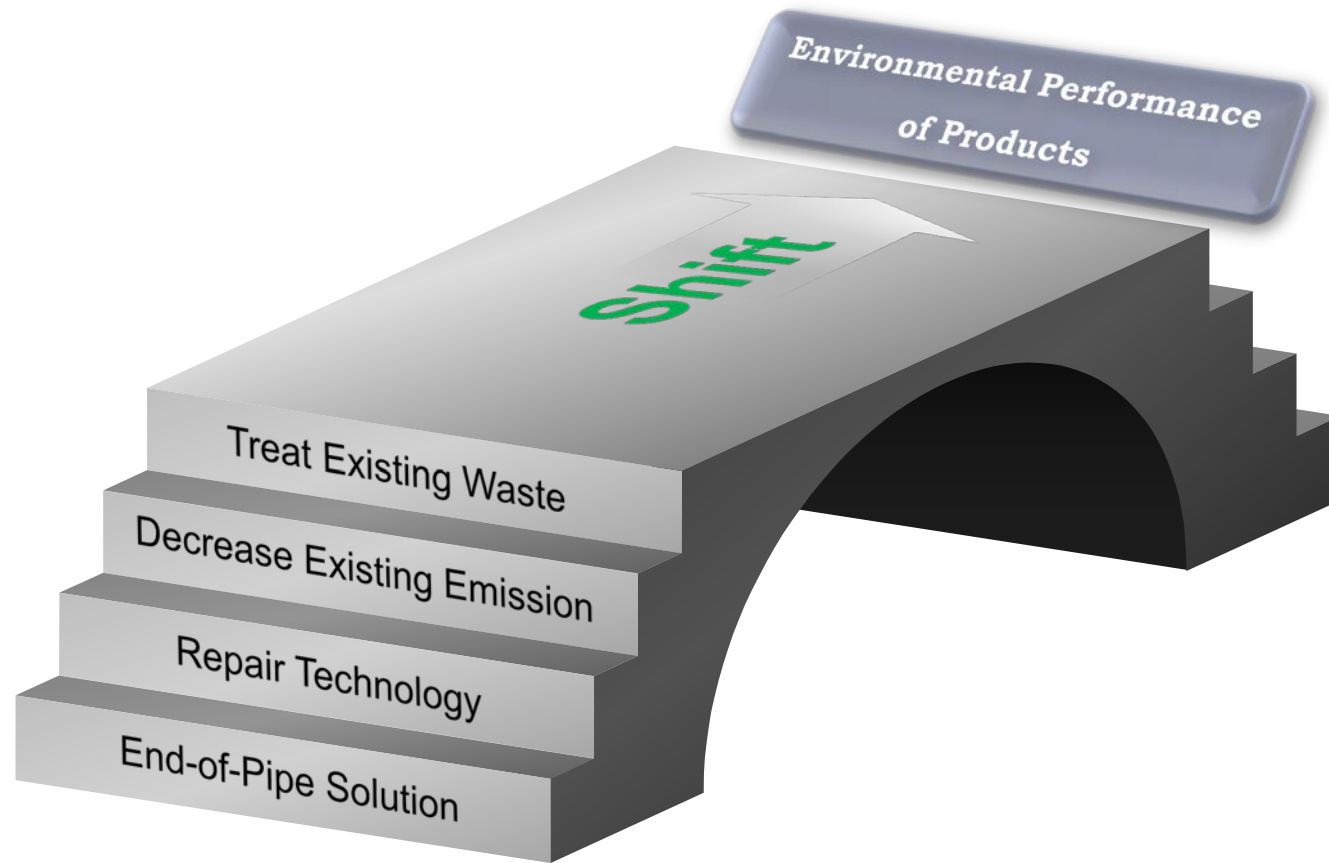 Environmental Performance
of Products
Shift
Treat Existing Waste
Decrease Existing Emission
Repair Technology
End-of-Pipe Solution